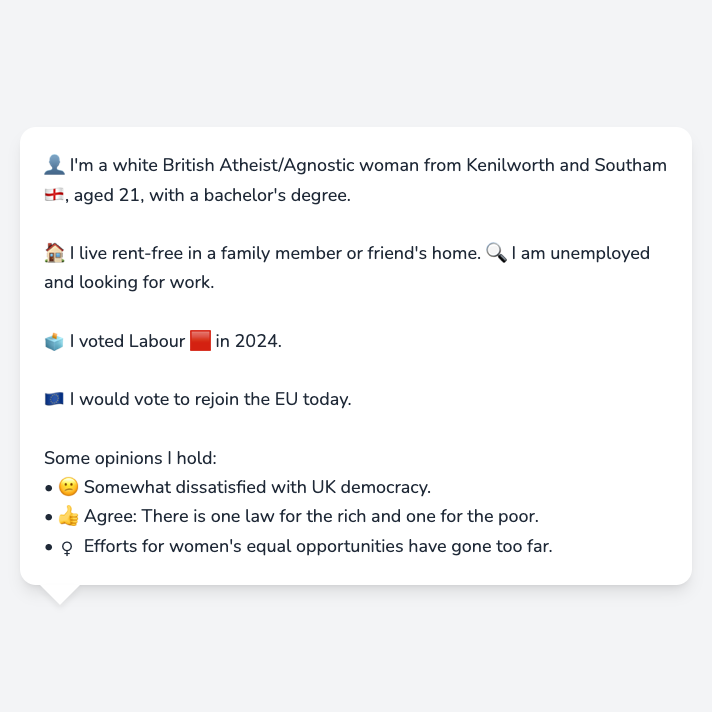 👤 I'm a white British Atheist/Agnostic woman from Kenilworth and Southam
🏴󠁧󠁢󠁥󠁮󠁧󠁿, aged 21, with a bachelor's degree.
🏠 I live rent-free in a family member or friend's home. 🔍 I am unemployed
and looking for work.
🗳️ I voted Labour 🟥 in 2024.
🇪🇺 I would vote to rejoin the EU today.
Some opinions I hold:
• 😕 Somewhat dissatisfied with UK democracy.
• 👍 Agree: There is one law for the rich and one for the poor.
• ♀ Efforts for women's equal opportunities have gone too far.